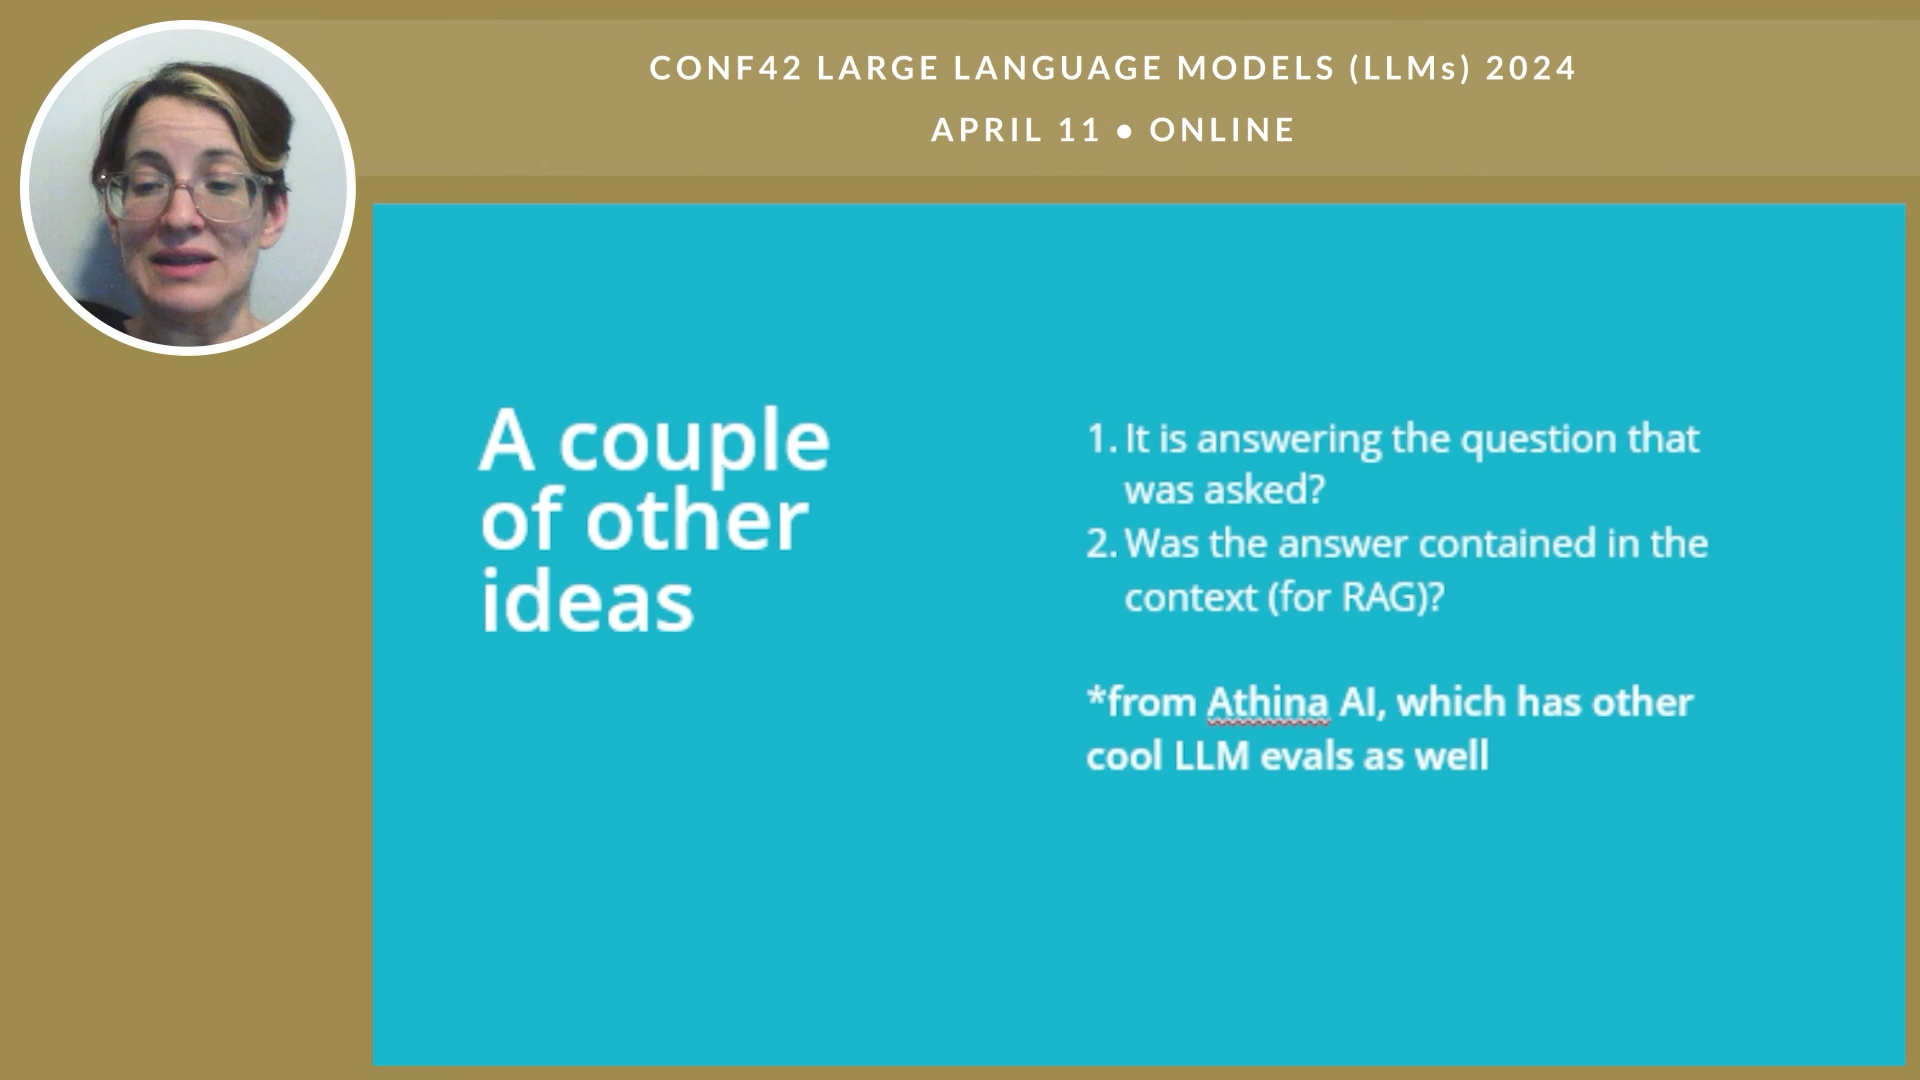 CONF42 LARGE LANGUAGE MODELS (LLMs) 2024
APRIL 11 ● ONLINE
A couple
of other
ideas
1. It is answering the question that
was asked?
2. Was the answer contained in the
context (for RAG)?
*from Athina AI, which has other
cool LLM evals as well